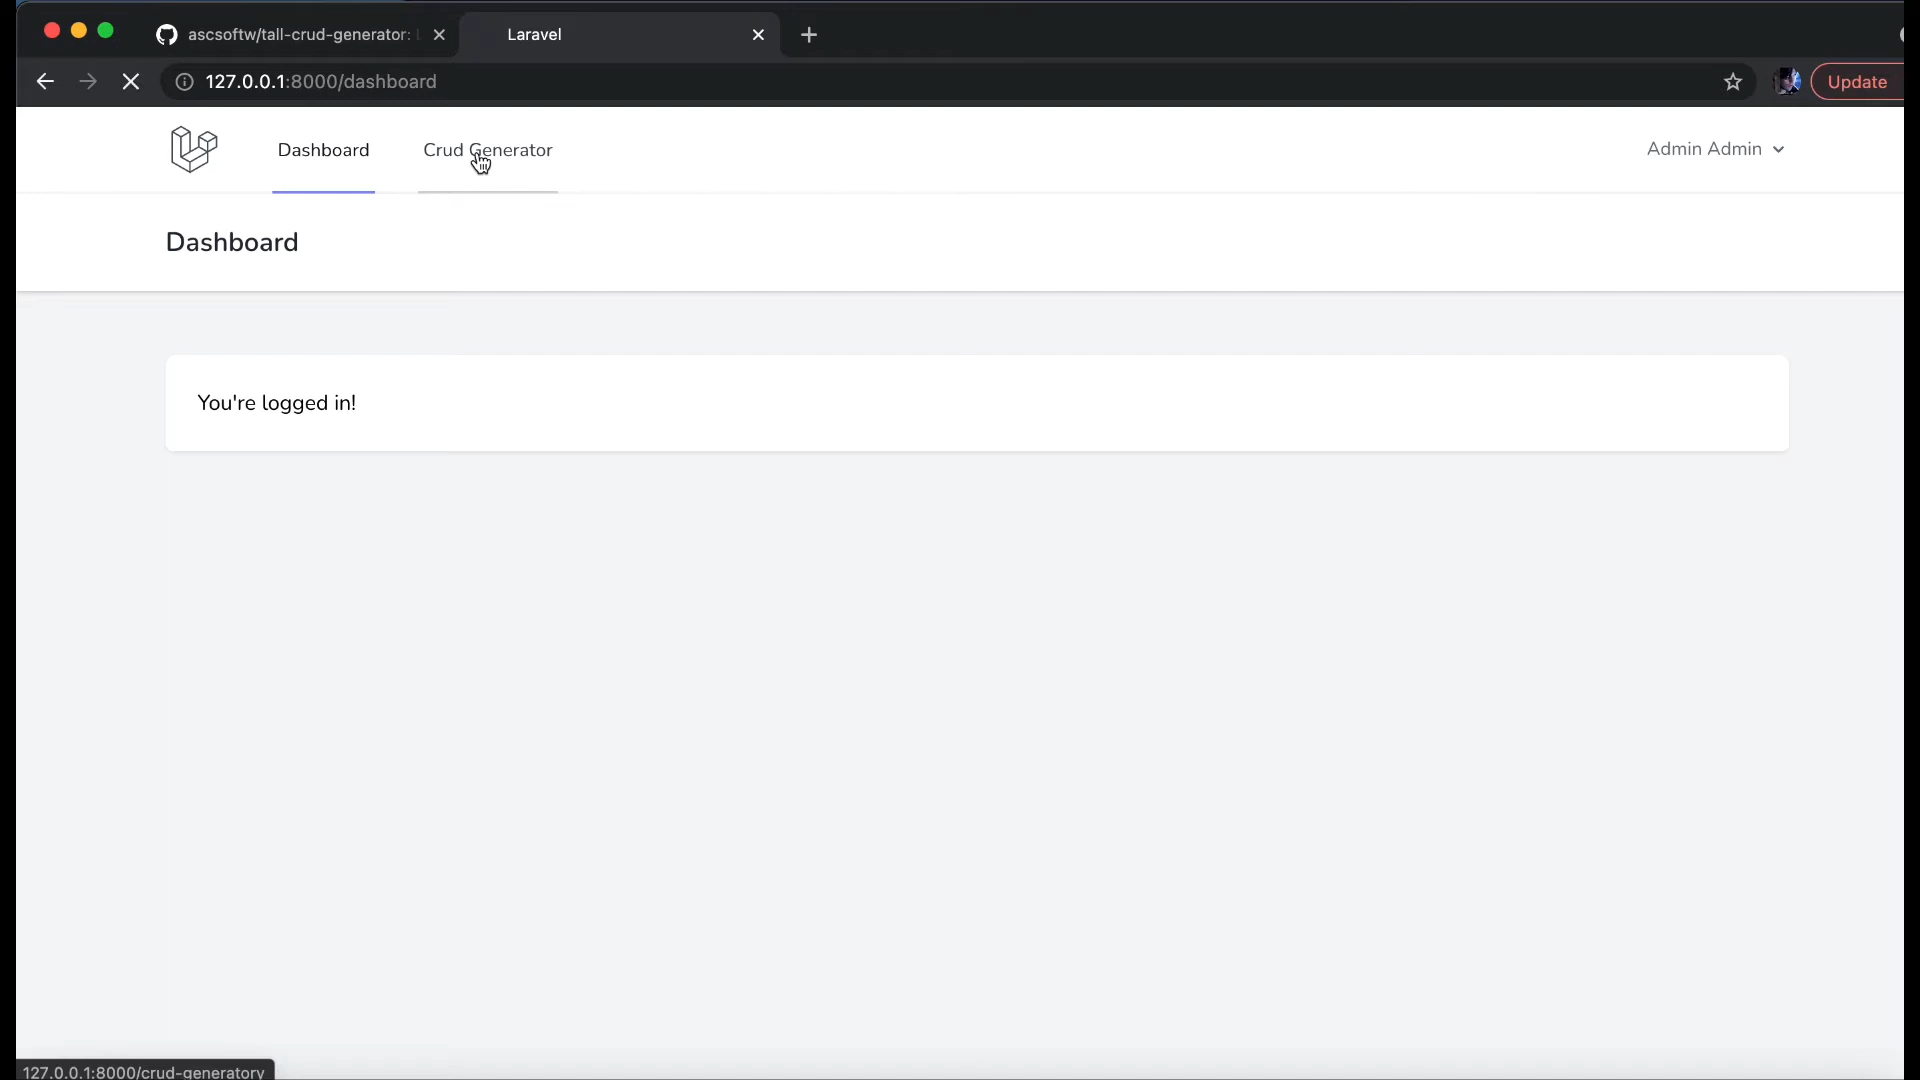 ascsoftw/tall-crud-generator:
Laravel
127.0.0.1:8000/dashboard
Update
Dashboard
Crud Generator
Admin Admin
Dashboard
You're logged in!
127.0.0.1:8000/crud-generatory